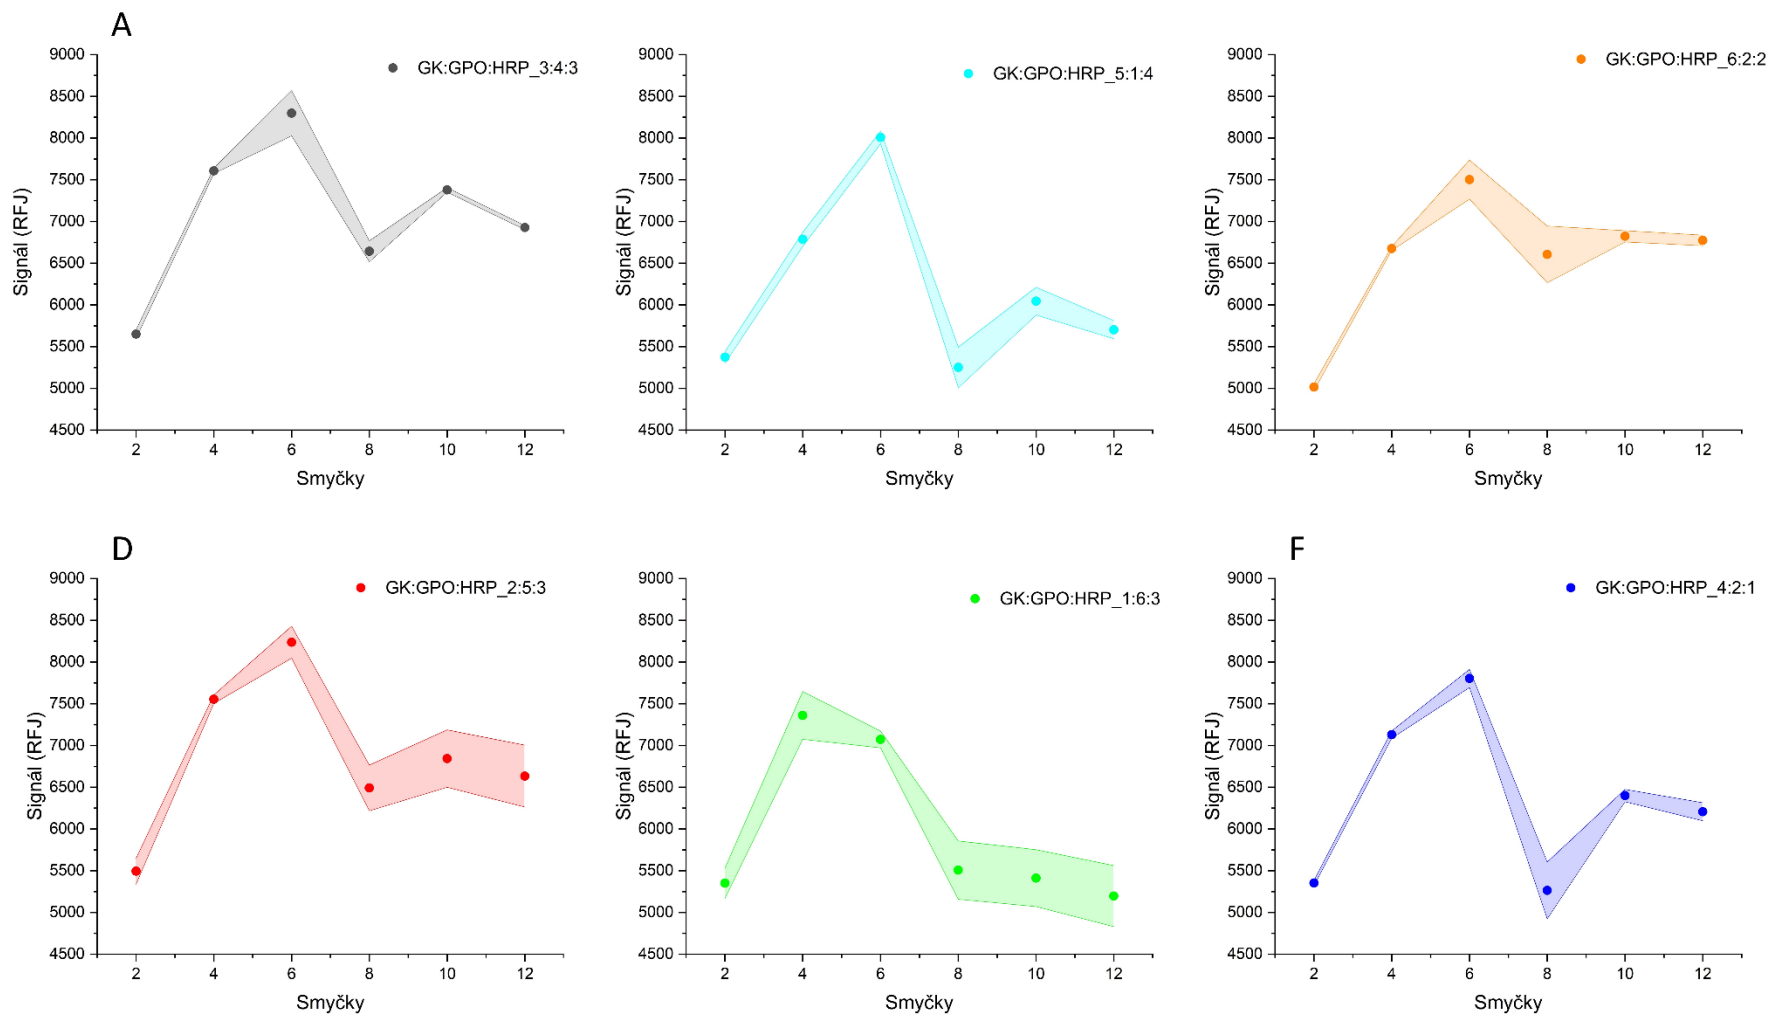 A
GK:GPO:HRP_3:4:3
9000
8500
8000
7500
7000
6500
6000
5500
5000
4500
Signál (RFJ)
2 4 6 8 10 12
Smyčky
GK:GPO:HRP_5:1:4
9000
8500
8000
7500
7000
6500
6000
5500
5000
4500
Signál (RFJ)
2 4 6 8 10 12
Smyčky
GK:GPO:HRP_6:2:2
9000
8500
8000
7500
7000
6500
6000
5500
5000
4500
Signál (RFJ)
2 4 6 8 10 12
Smyčky
D
GK:GPO:HRP_2:5:3
9000
8500
8000
7500
7000
6500
6000
5500
5000
4500
Signál (RFJ)
2 4 6 8 10 12
Smyčky
GK:GPO:HRP_1:6:3
9000
8500
8000
7500
7000
6500
6000
5500
5000
4500
Signál (RFJ)
2 4 6 8 10 12
Smyčky
F
GK:GPO:HRP_4:2:1
9000
8500
8000
7500
7000
6500
6000
5500
5000
4500
Signál (RFJ)
2 4 6 8 10 12
Smyčky